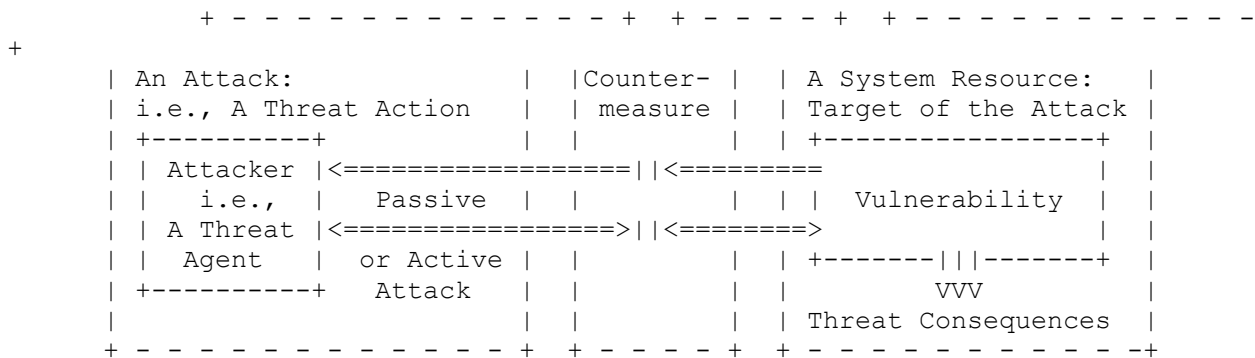 + - - - - - - - - - - - - - +  + - - - - +  + - - - - - - - - - - -
+
      | An Attack:              |  |Counter- |  | A System Resource:   |
      | i.e., A Threat Action   |  | measure |  | Target of the Attack |
      | +----------+            |  |         |  | +-----------------+  |
      | | Attacker |<==================||<=========                 |  |
      | |   i.e.,  |   Passive  |  |         |  | |  Vulnerability  |  |
      | | A Threat |<=================>||<========>                 |  |
      | |  Agent   |  or Active |  |         |  | +-------|||-------+  |
      | +----------+   Attack   |  |         |  |         VVV          |
      |                         |  |         |  | Threat Consequences  |
      + - - - - - - - - - - - - +  + - - - - +  + - - - - - - - - - - -+